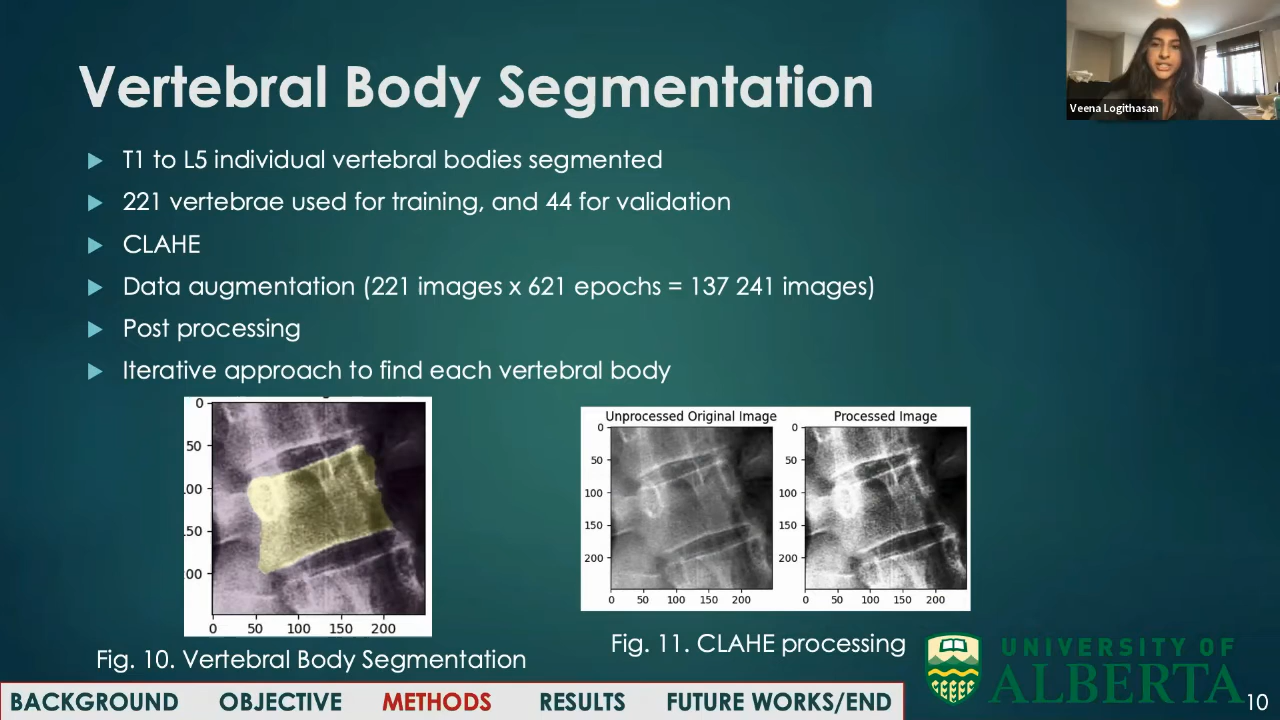 Vertebral Body Segmentation
Veena Logithasan
T1 to L5 individual vertebral bodies segmented
221 vertebrae used for training, and 44 for validation
CLAHE
Data augmentation (221 images x 621 epochs = 137 241 images)
Post processing
Iterative approach to find each vertebral body
0
50
00
150
00
0 50 100 150 200
Fig. 10. Vertebral Body Segmentation
Unprocessed Original Image
0
50
100
150
200
0 50 100 150 200
Processed Image
0
50
100
150
200
0 50 100 150 200
Fig. 11. CLAHE processing
UNIVERSITY OF
ALBERTA
BACKGROUND OBJECTIVE METHODS RESULTS FUTURE WORKS/END
10